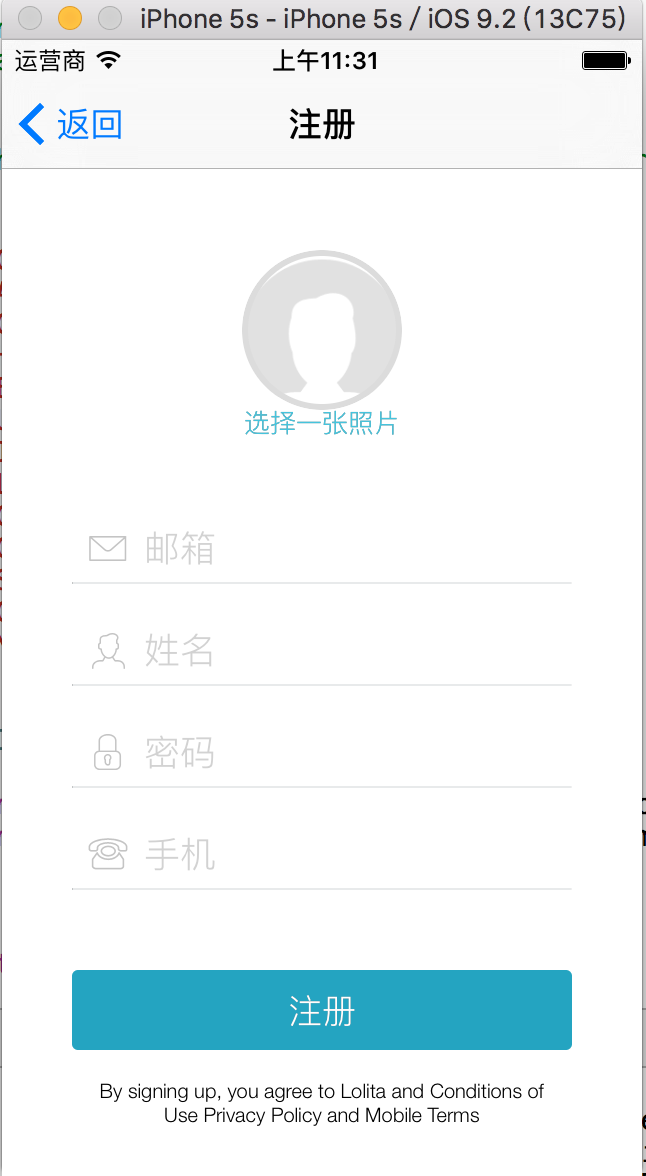 iPhone 5s - iPhone 5s / iOS 9.2 (13C75)
运营商 上午11:31
返回 注册
选择一张照片
邮箱
姓名
密码
手机
注册
By signing up, you agree to Lolita and Conditions of
Use Privacy Policy and Mobile Terms